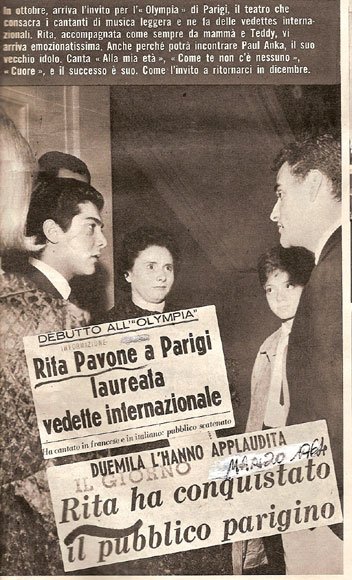 In ottobre, arriva l'invito per l'« Olympia » di Parigi, il teatro che
consacra i cantanti di musica leggera e ne fa delle vedettes interna-
zionali. Rita, accompagnata come sempre da mammà e Teddy, vi
arriva emozionatissima. Anche perché potrà incontrare Paul Anka, il suo
vecchio idolo. Canta « Alla mia età », « Come te non c'è nessuno »,
« Cuore » e il successo è suo. Come l'invito a ritornarci in dicembre.
DEBUTTO ALL'"OLYMPIA"
INFORMAZIONE
Rita Pavone a Parigi
laureata
vedette internazionale
Ha cantato in francese e in italiano: pubblico scatenato
DUEMILA L'HANNO APPLAUDITA
IL GIORNO
MARZO 1964
Rita ha conquistato
il pubblico parigino